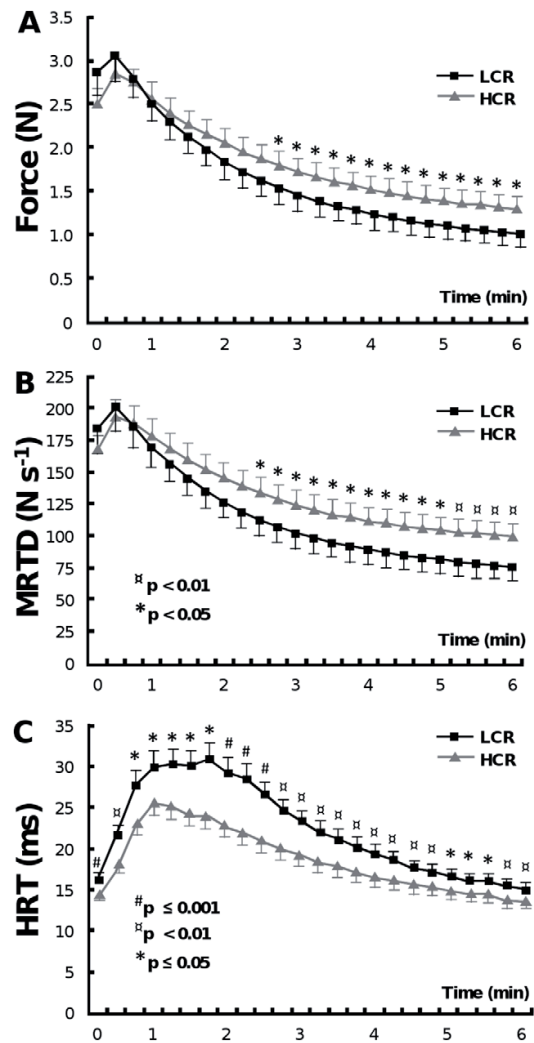 A
3.5
LCR
3.0
HCR
2.5
Force (N)
2.0
* * * * * * * * * * * * * *
1.5
1.0
0.5
Time (min)
0
0 1 2 3 4 5 6
B
225
LCR
200
HCR
175
MRTD (N s⁻¹)
150
* * * * * * * * * * * ¤ ¤ ¤ ¤
125
100
75
¤ p < 0.01
50
* p < 0.05
25
Time (min)
0
0 1 2 3 4 5 6
C
35
LCR
HCR
# ¤ * * * * * # # # ¤ ¤ ¤ ¤ ¤ ¤ ¤ ¤ ¤ * * * ¤ ¤
30
25
HRT (ms)
20
15
# p ≤ 0.001
10
¤ p < 0.01
* p ≤ 0.05
5
Time (min)
0
0 1 2 3 4 5 6